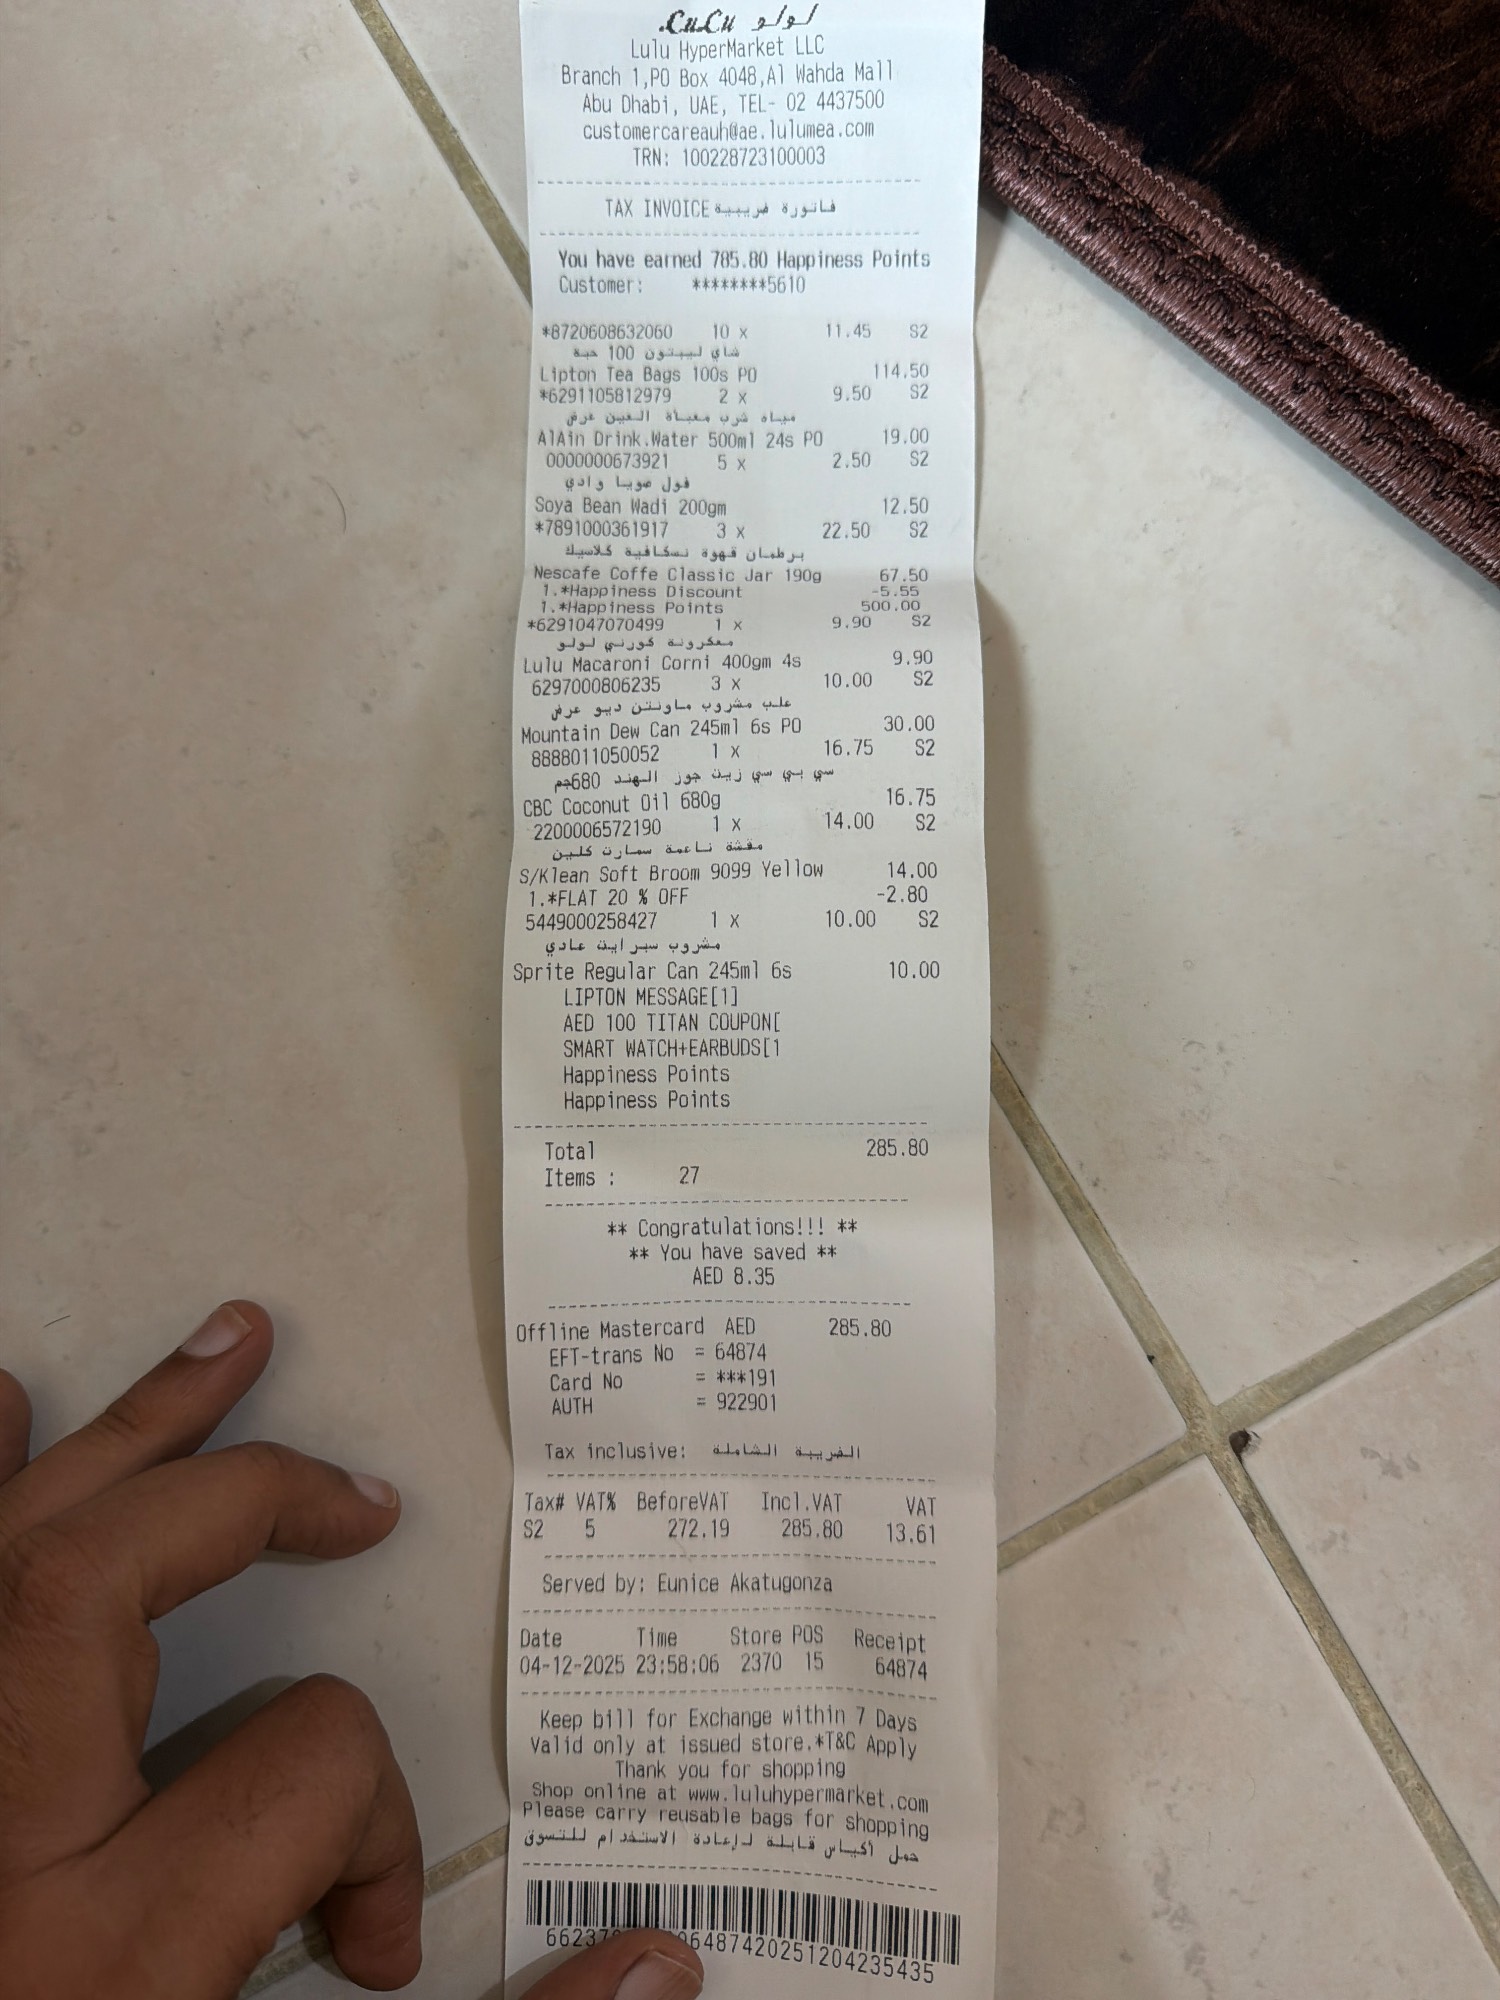 LuLu لولو
Lulu HyperMarket LLC
Branch 1,PO Box 4048,Al Wahda Mall
Abu Dhabi, UAE, TEL- 02 4437500
customercareauh@ae.lulumea.com
TRN: 100228723100003
TAX INVOICE فاتورة ضريبية
You have earned 785.80 Happiness Points
Customer: ********5610
*8720608632060 10 x 11.45 S2
شاي ليبتون 100 حبة
Lipton Tea Bags 100s PO 114.50
*6291105812979 2 x 9.50 S2
مياه شرب معبأة العين عرض
AlAin Drink.Water 500ml 24s PO 19.00
0000000673921 5 x 2.50 S2
فول صويا وادي
Soya Bean Wadi 200gm 12.50
*7891000361917 3 x 22.50 S2
برطمان قهوة نسكافية كلاسيك
Nescafe Coffe Classic Jar 190g 67.50
1.*Happiness Discount -5.55
1.*Happiness Points 500.00
*6291047070499 1 x 9.90 S2
معكرونة كورني لولو
Lulu Macaroni Corni 400gm 4s 9.90
6297000806235 3 x 10.00 S2
علب مشروب ماونتن ديو عرض
Mountain Dew Can 245ml 6s PO 30.00
8888011050052 1 x 16.75 S2
سي بي سي زيت جوز الهند 680جم
CBC Coconut Oil 680g 16.75
2200006572190 1 x 14.00 S2
مقشة ناعمة سمارت كلين
S/Klean Soft Broom 9099 Yellow 14.00
1.*FLAT 20 % OFF -2.80
5449000258427 1 x 10.00 S2
مشروب سبرايت عادي
Sprite Regular Can 245ml 6s 10.00
LIPTON MESSAGE[1]
AED 100 TITAN COUPON[
SMART WATCH+EARBUDS[1
Happiness Points
Happiness Points
Total 285.80
Items : 27
** Congratulations!!! **
** You have saved **
AED 8.35
Offline Mastercard AED 285.80
EFT-trans No = 64874
Card No = ***191
AUTH = 922901
Tax inclusive: الضريبة الشاملة
Tax# VAT% BeforeVAT Incl.VAT VAT
S2 5 272.19 285.80 13.61
Served by: Eunice Akatugonza
Date Time Store POS Receipt
04-12-2025 23:58:06 2370 15 64874
Keep bill for Exchange within 7 Days
Valid only at issued store.*T&C Apply
Thank you for shopping
Shop online at www.luluhypermarket.com
Please carry reusable bags for shopping
حمل أكياس قابلة لإعادة الاستخدام للتسوق